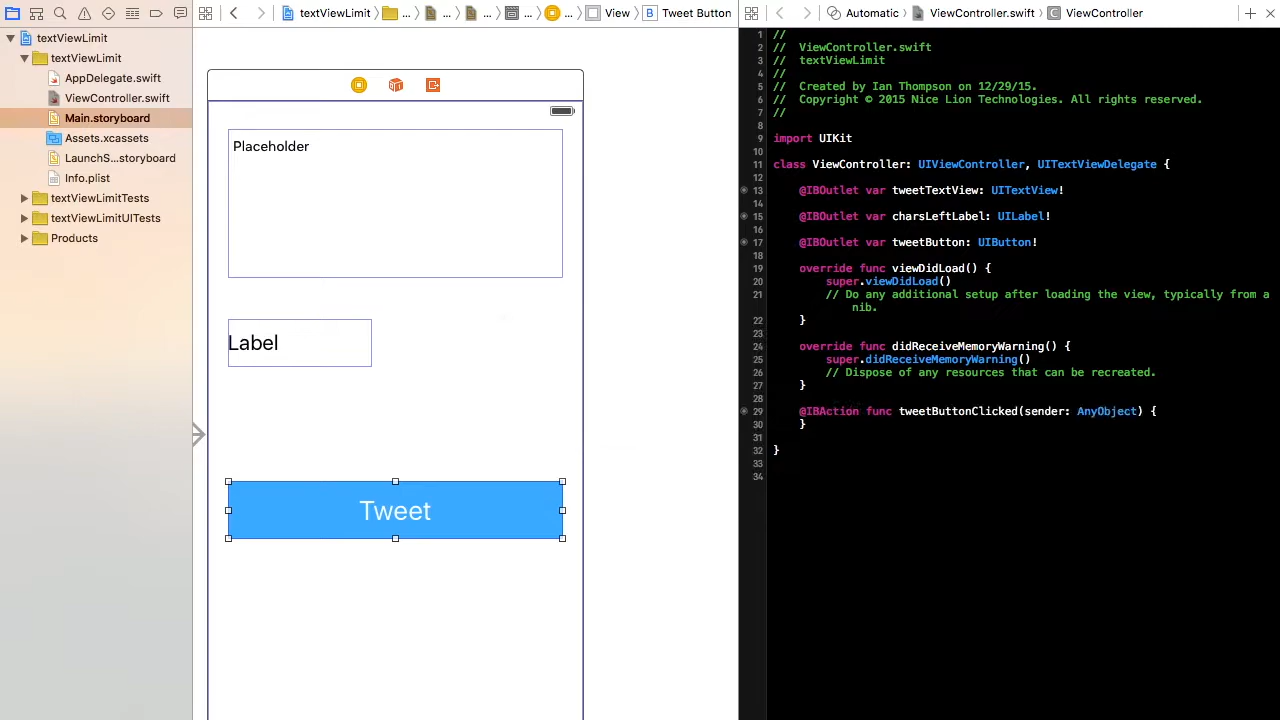 textViewLimit
...
...
...
...
...
View
Tweet Button
Automatic
ViewController.swift
ViewController
textViewLimit
textViewLimit
AppDelegate.swift
ViewController.swift
Main.storyboard
Assets.xcassets
LaunchS...storyboard
Info.plist
textViewLimitTests
textViewLimitUITests
Products
Placeholder
Label
Tweet
1 //
2 //  ViewController.swift
3 //  textViewLimit
4 //
5 //  Created by Ian Thompson on 12/29/15.
6 //  Copyright © 2015 Nice Lion Technologies. All rights reserved.
7 //
8
9 import UIKit
10
11 class ViewController: UIViewController, UITextViewDelegate {
12
13     @IBOutlet var tweetTextView: UITextView!
14
15     @IBOutlet var charsLeftLabel: UILabel!
16
17     @IBOutlet var tweetButton: UIButton!
18
19     override func viewDidLoad() {
20         super.viewDidLoad()
21         // Do any additional setup after loading the view, typically from a
nib.
22     }
23
24     override func didReceiveMemoryWarning() {
25         super.didReceiveMemoryWarning()
26         // Dispose of any resources that can be recreated.
27     }
28
29     @IBAction func tweetButtonClicked(sender: AnyObject) {
30     }
31
32 }
33
34